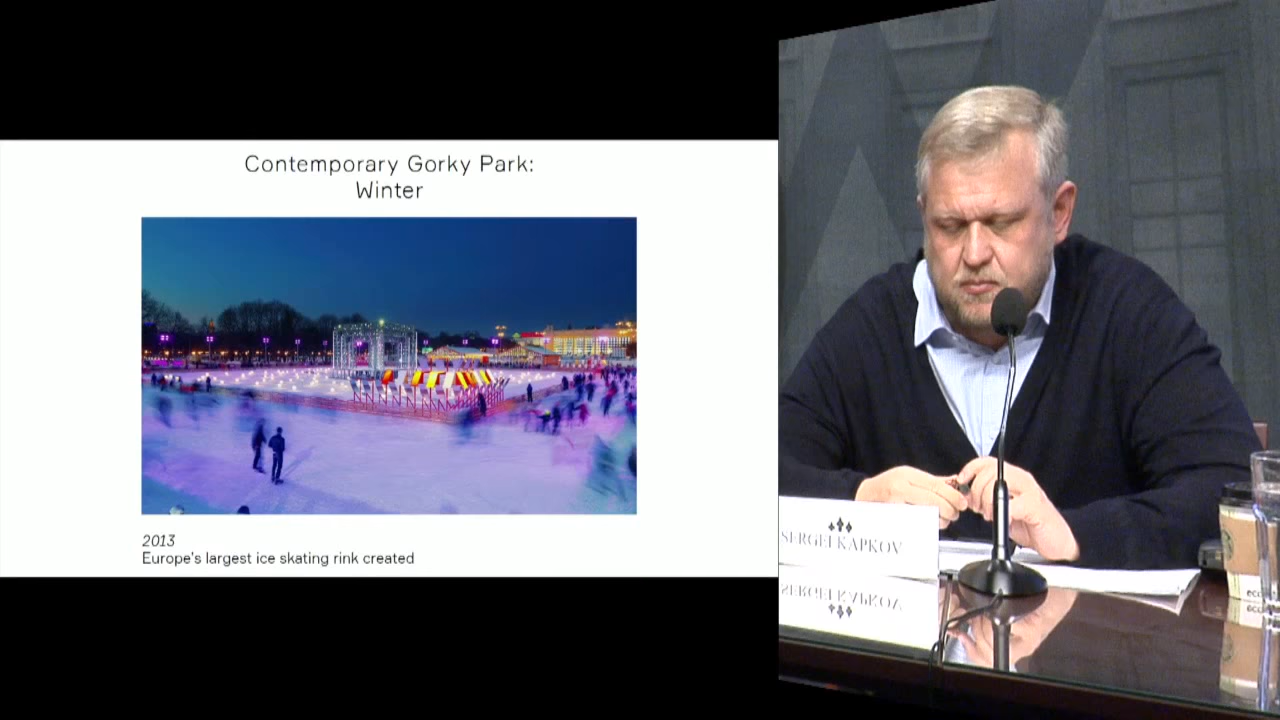 Contemporary Gorky Park:
Winter
2013
Europe's largest ice skating rink created
SERGEI KAPKOV